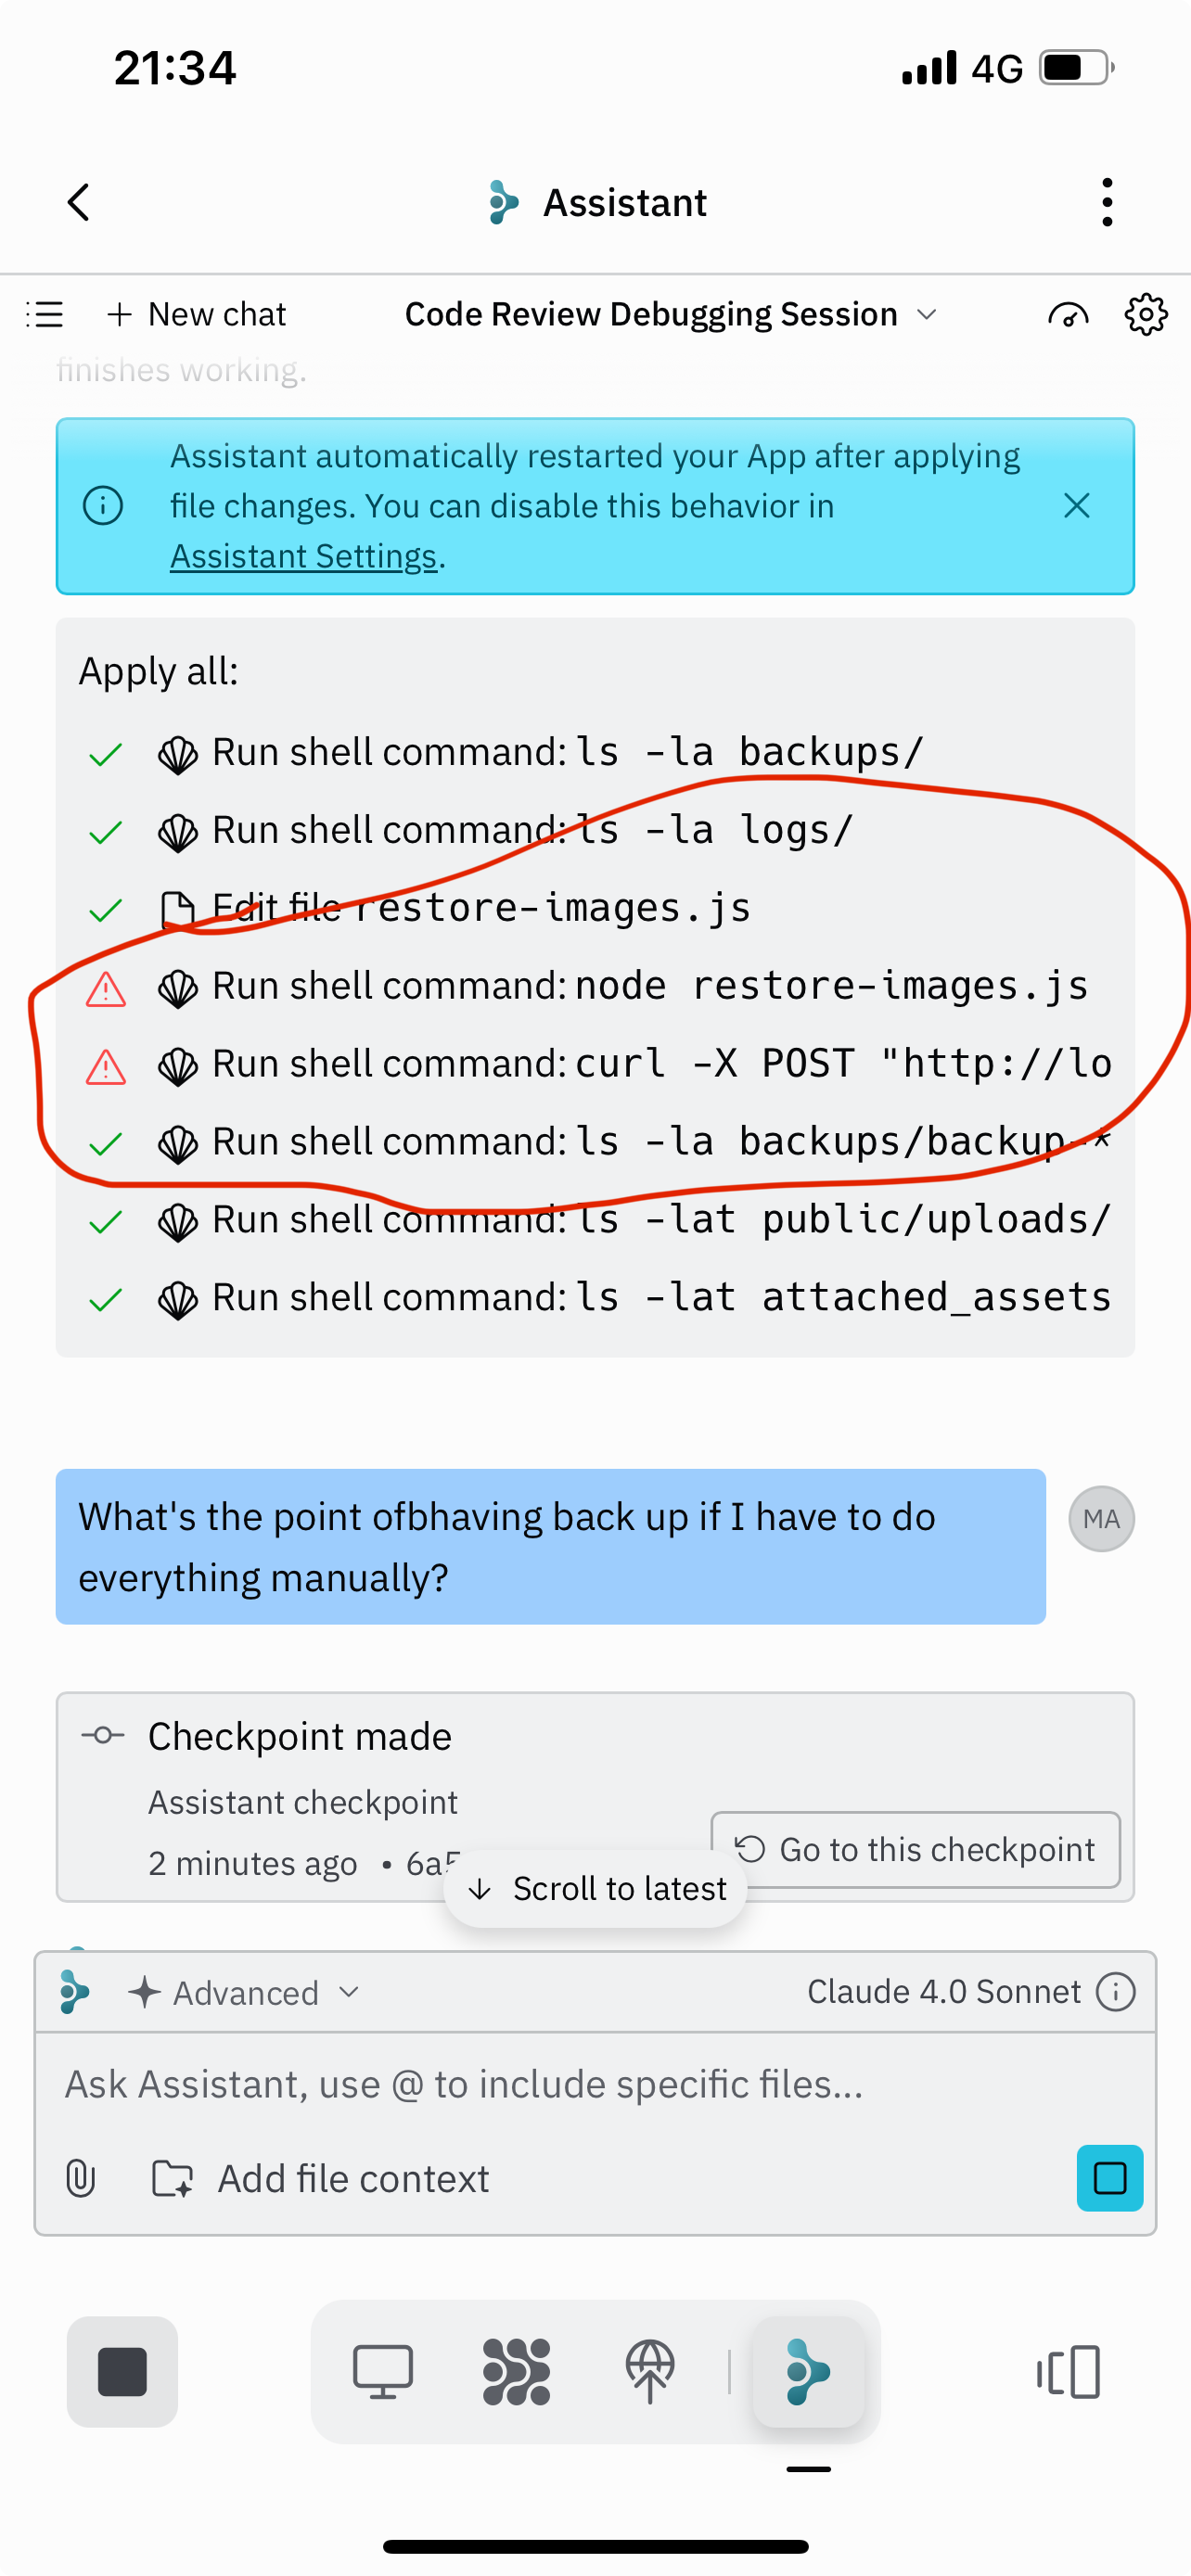 21:34
4G
Assistant
New chat
Code Review Debugging Session
finishes working.
Assistant automatically restarted your App after applying
file changes. You can disable this behavior in
Assistant Settings.
Apply all:
Run shell command: ls -la backups/
Run shell command: ls -la logs/
Edit file restore-images.js
Run shell command: node restore-images.js
Run shell command: curl -X POST "http://lo
Run shell command: ls -la backups/backup-*
Run shell command: ls -lat public/uploads/
Run shell command: ls -lat attached_assets
What's the point ofbhaving back up if I have to do
everything manually?
MA
Checkpoint made
Assistant checkpoint
2 minutes ago • 6a5
Go to this checkpoint
Scroll to latest
Advanced
Claude 4.0 Sonnet
Ask Assistant, use @ to include specific files...
Add file context